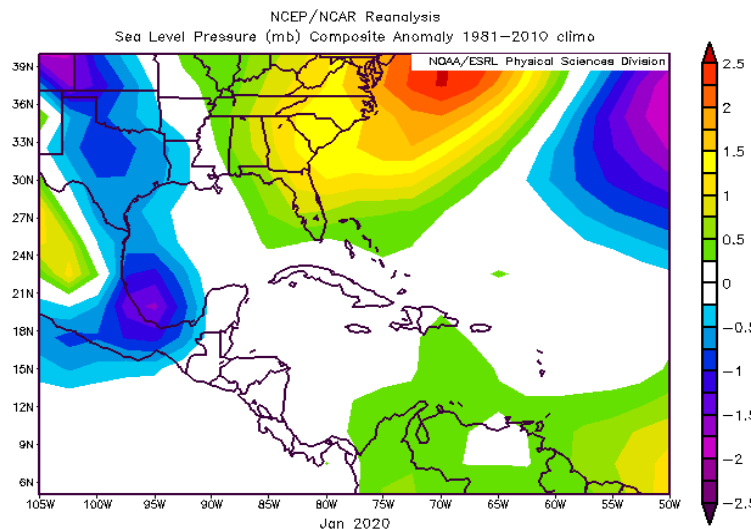 NCEP/NCAR Reanalysis
Sea Level Pressure (mb) Composite Anomaly 1981-2010 climo
NOAA/ESRL Physical Sciences Division
39N
36N
33N
30N
27N
24N
21N
18N
15N
12N
9N
6N
105W 100W 95W 90W 85W 80W 75W 70W 65W 60W 55W 50W
Jan 2020
2.5
2
1.5
1
0.5
0
-0.5
-1
-1.5
-2
-2.5